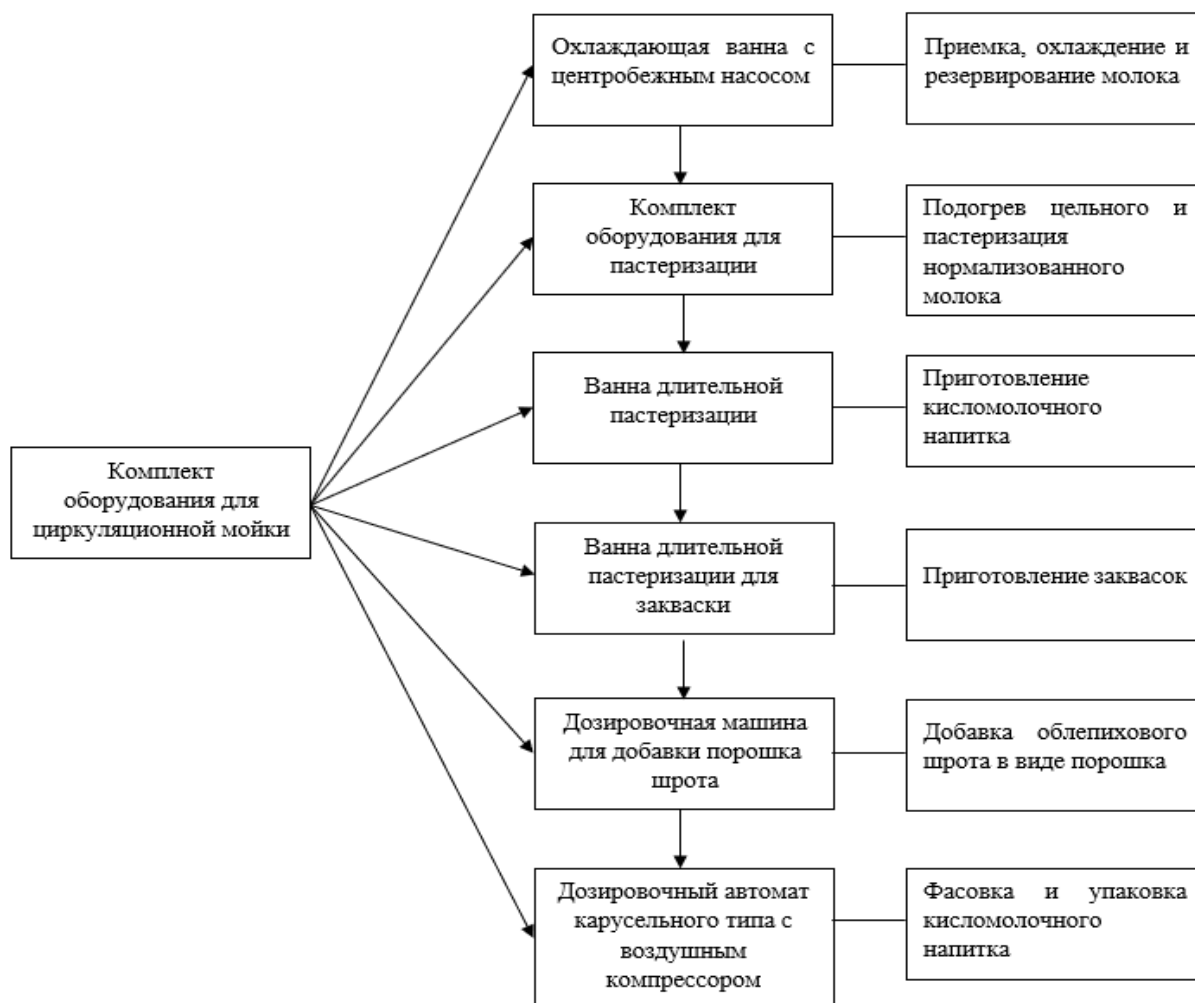 Охлаждающая ванна с
центробежным насосом
Приемка, охлаждение и
резервирование молока
Комплект
оборудования для
пастеризации
Подогрев цельного и
пастеризация
нормализованного
молока
Ванна длительной
пастеризации
Приготовление
кисломолочного
напитка
Комплект
оборудования для
циркуляционной мойки
Ванна длительной
пастеризации для
закваски
Приготовление заквасок
Дозировочная машина
для добавки порошка
шрота
Добавка облепихового
шрота в виде порошка
Дозировочный автомат
карусельного типа с
воздушным
компрессором
Фасовка и упаковка
кисломолочного
напитка